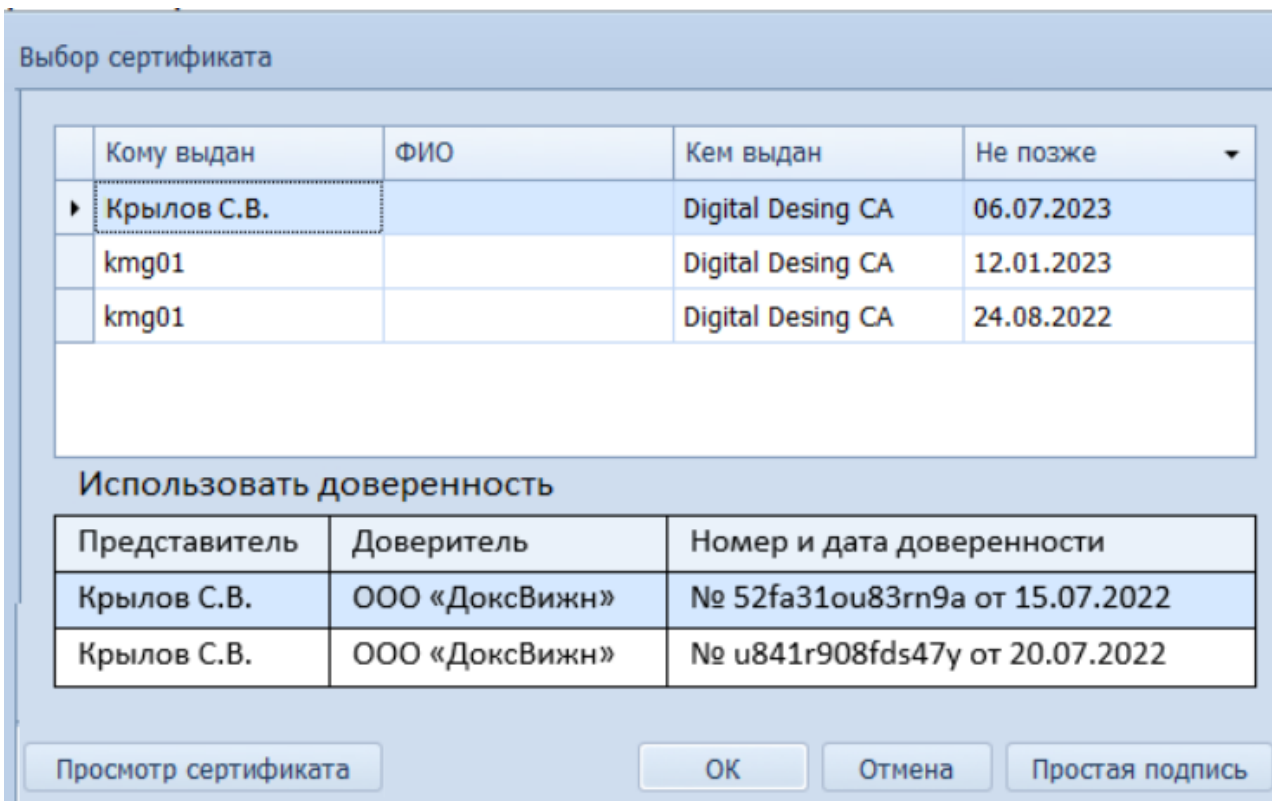 Выбор сертификата
Кому выдан ФИО Кем выдан Не позже
Крылов С.В. Digital Desing CA 06.07.2023
kmg01 Digital Desing CA 12.01.2023
kmg01 Digital Desing CA 24.08.2022
Использовать доверенность
Представитель Доверитель Номер и дата доверенности
Крылов С.В. ООО «ДоксВижн» № 52fa31ou83rn9a от 15.07.2022
Крылов С.В. ООО «ДоксВижн» № u841r908fds47y от 20.07.2022
Просмотр сертификата ОК Отмена Простая подпись